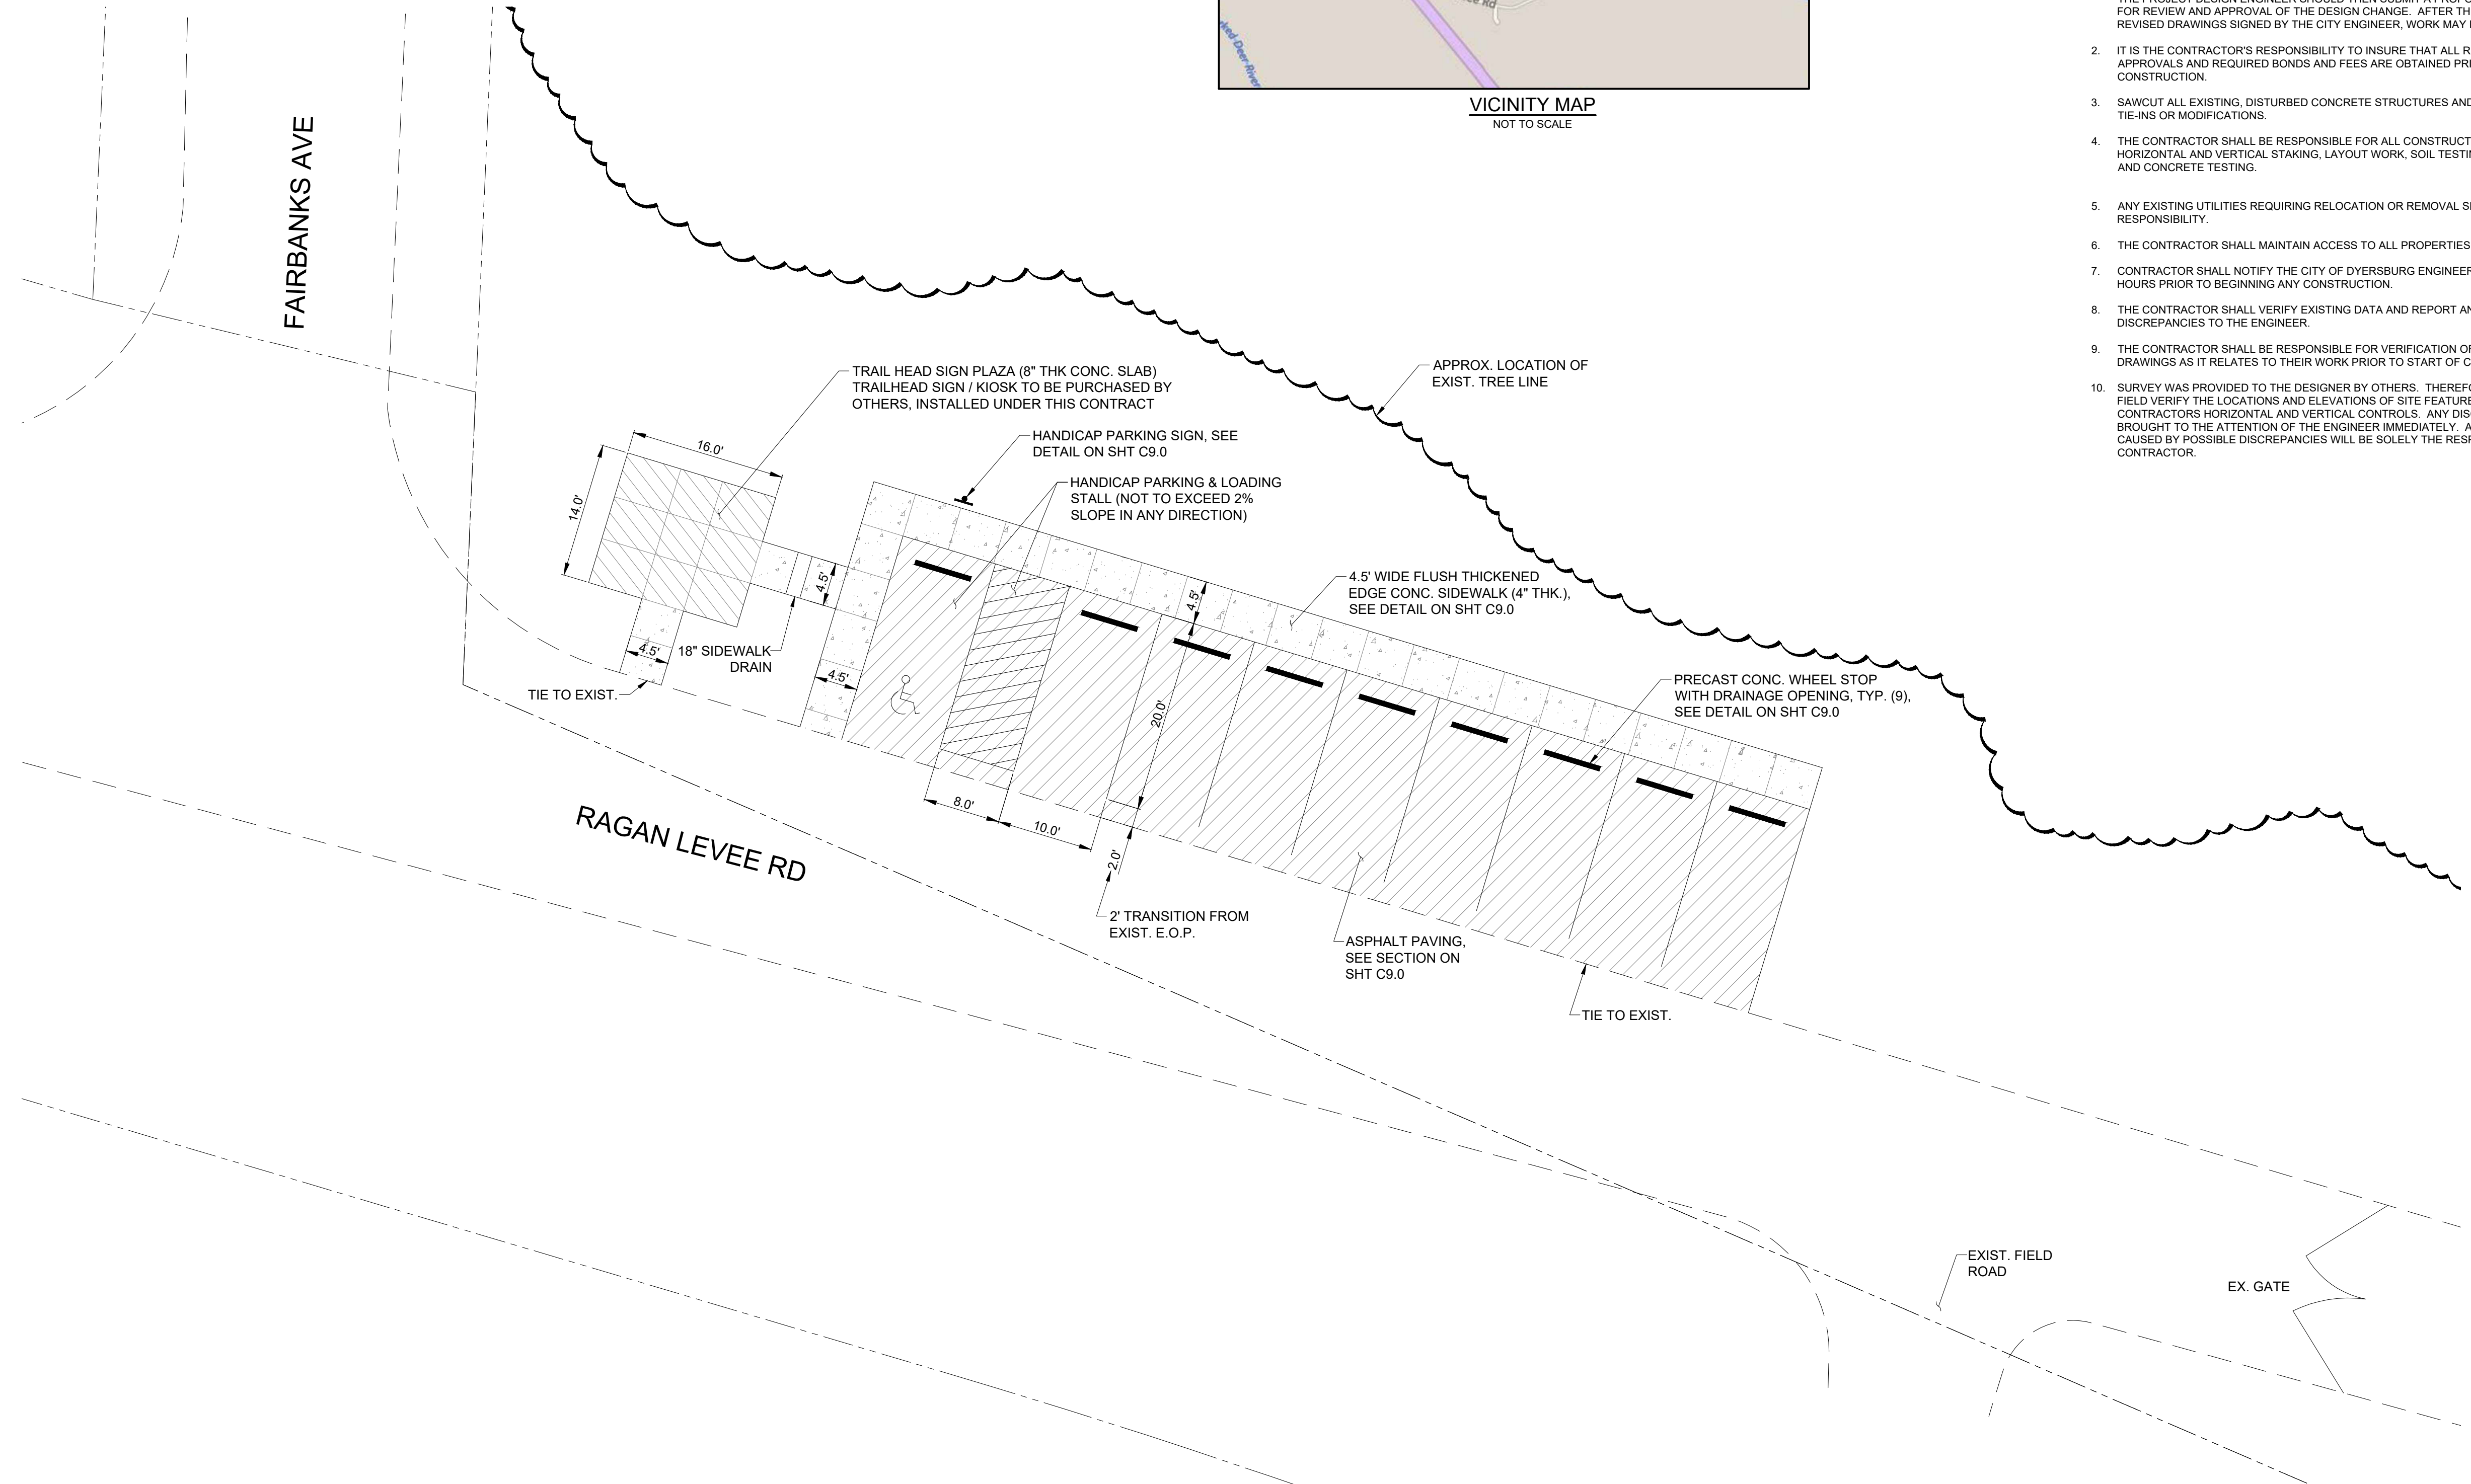 FAIRBANKS AVE
RAGAN LEVEE RD
ked Deer River
Rd
VICINITY MAP
NOT TO SCALE
TRAIL HEAD SIGN PLAZA (8" THK CONC. SLAB)
TRAILHEAD SIGN / KIOSK TO BE PURCHASED BY
OTHERS, INSTALLED UNDER THIS CONTRACT
HANDICAP PARKING SIGN, SEE
DETAIL ON SHT C9.0
HANDICAP PARKING & LOADING
STALL (NOT TO EXCEED 2%
SLOPE IN ANY DIRECTION)
APPROX. LOCATION OF
EXIST. TREE LINE
16.0'
14.0'
4.5'
4.5'
4.5'
4.5'
18" SIDEWALK
DRAIN
TIE TO EXIST.
4.5' WIDE FLUSH THICKENED
EDGE CONC. SIDEWALK (4" THK.),
SEE DETAIL ON SHT C9.0
PRECAST CONC. WHEEL STOP
WITH DRAINAGE OPENING, TYP. (9),
SEE DETAIL ON SHT C9.0
20.0'
8.0'
10.0'
2.0'
2' TRANSITION FROM
EXIST. E.O.P.
ASPHALT PAVING,
SEE SECTION ON
SHT C9.0
TIE TO EXIST.
EXIST. FIELD
ROAD
EX. GATE
THE PROJECT DESIGN ENGINEER SHOULD THEN SUBMIT A
FOR REVIEW AND APPROVAL OF THE DESIGN CHANGE. AFTER TH
REVISED DRAWINGS SIGNED BY THE CITY ENGINEER, WORK MAY
2. IT IS THE CONTRACTOR'S RESPONSIBILITY TO INSURE THAT ALL R
APPROVALS AND REQUIRED BONDS AND FEES ARE OBTAINED PR
CONSTRUCTION.
3. SAWCUT ALL EXISTING, DISTURBED CONCRETE STRUCTURES AND
TIE-INS OR MODIFICATIONS.
4. THE CONTRACTOR SHALL BE RESPONSIBLE FOR ALL CONSTRUCT
HORIZONTAL AND VERTICAL STAKING, LAYOUT WORK, SOIL TESTI
AND CONCRETE TESTING.
5. ANY EXISTING UTILITIES REQUIRING RELOCATION OR REMOVAL S
RESPONSIBILITY.
6. THE CONTRACTOR SHALL MAINTAIN ACCESS TO ALL PROPERTIES
7. CONTRACTOR SHALL NOTIFY THE CITY OF DYERSBURG ENGINEER
HOURS PRIOR TO BEGINNING ANY CONSTRUCTION.
8. THE CONTRACTOR SHALL VERIFY EXISTING DATA AND REPORT AN
DISCREPANCIES TO THE ENGINEER.
9. THE CONTRACTOR SHALL BE RESPONSIBLE FOR VERIFICATION OF
DRAWINGS AS IT RELATES TO THEIR WORK PRIOR TO START OF C
10. SURVEY WAS PROVIDED TO THE DESIGNER BY OTHERS. THEREFO
FIELD VERIFY THE LOCATIONS AND ELEVATIONS OF SITE FEATURE
CONTRACTORS HORIZONTAL AND VERTICAL CONTROLS. ANY DIS
BROUGHT TO THE ATTENTION OF THE ENGINEER IMMEDIATELY. A
CAUSED BY POSSIBLE DISCREPANCIES WILL BE SOLELY THE RESP
CONTRACTOR.